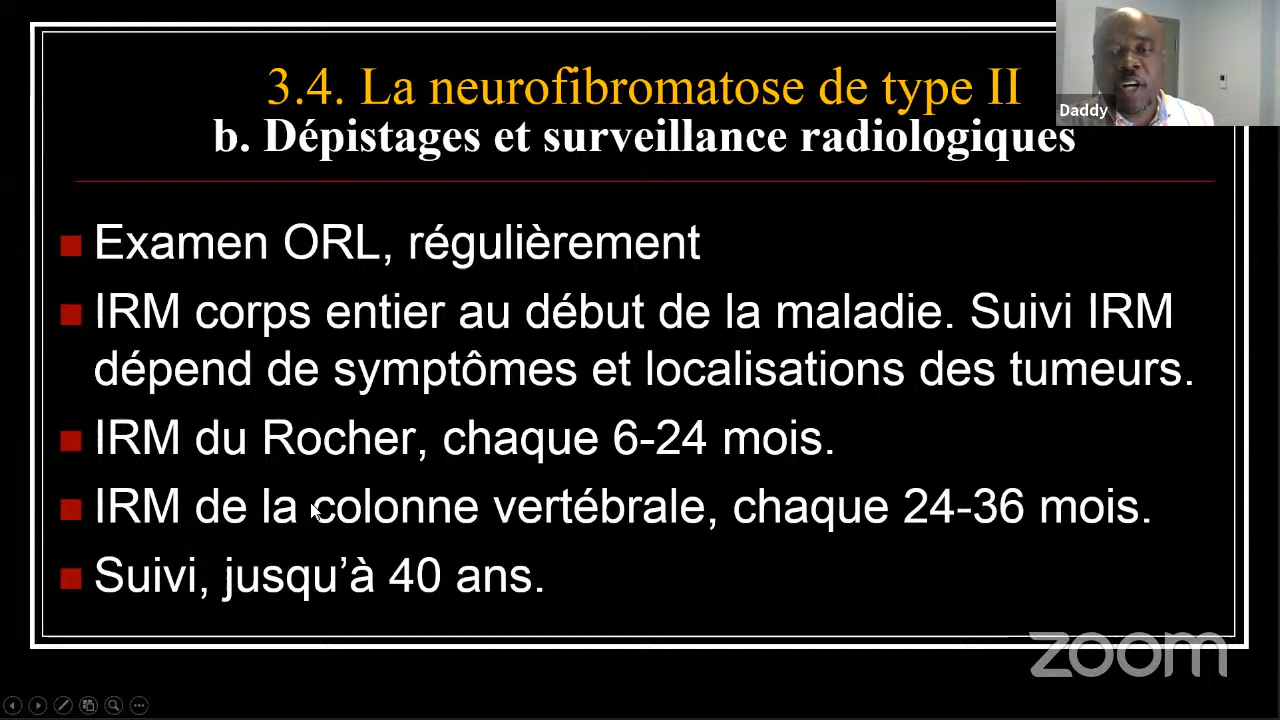 3.4. La neurofibromatose de type II
b. Dépistages et surveillance radiologiques
Daddy
Examen ORL, régulièrement
IRM corps entier au début de la maladie. Suivi IRM
dépend de symptômes et localisations des tumeurs.
IRM du Rocher, chaque 6-24 mois.
IRM de la colonne vertébrale, chaque 24-36 mois.
Suivi, jusqu’à 40 ans.
zoom